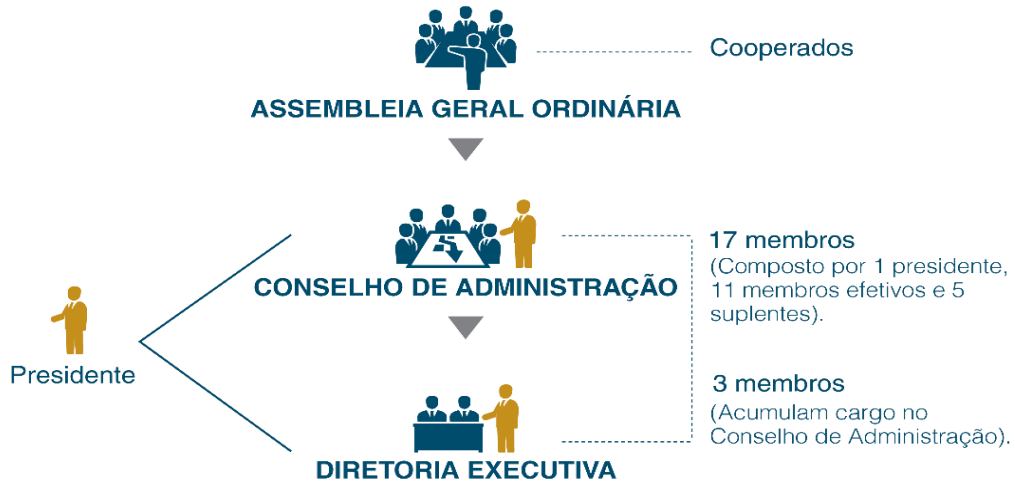 Cooperados
ASSEMBLEIA GERAL ORDINÁRIA
17 membros
(Composto por 1 presidente,
11 membros efetivos e 5
suplentes).
CONSELHO DE ADMINISTRAÇÃO
Presidente
3 membros
(Acumulam cargo no
Conselho de Administração).
DIRETORIA EXECUTIVA